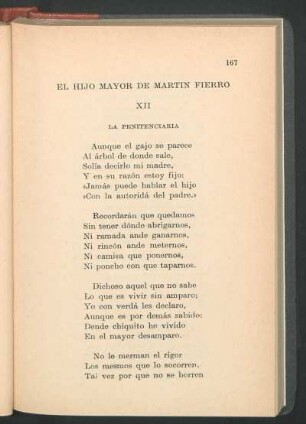 167
EL HIJO MAYOR DE MARTIN FIERRO
XII
LA PENITENCIARIA
Aunque el gajo se parece
Al árbol de donde sale,
Solía decirlo mi madre,
Y en su razón estoy fijo:
«Jamás puede hablar el hijo
«Con la autoridá del padre.»
Recordarán que quedamos
Sin tener dónde abrigarnos,
Ni ramada ande ganarnos,
Ni rincón ande meternos,
Ni camisa que ponernos,
Ni poncho con que taparnos.
Dichoso aquel que no sabe
Lo que es vivir sin amparo;
Yo con verdá les declaro,
Aunque es por demás sabido:
Dende chiquito he vivido
En el mayor desamparo.
No le merman el rigor
Los mesmos que lo socorren,
Tal vez por que no se borren